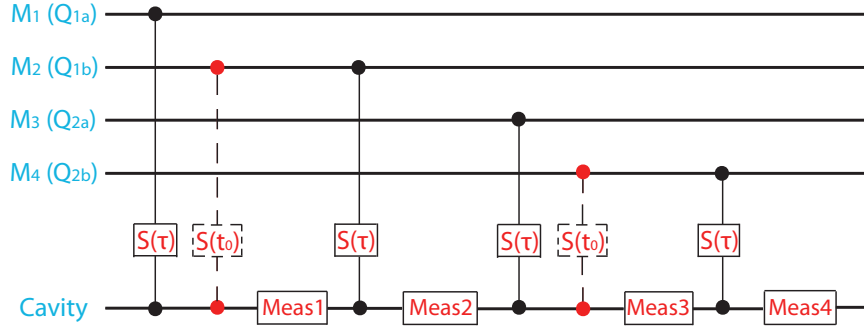 M₁ (Q₁ₐ)
M₂ (Q₁b)
M₃ (Q₂ₐ)
M₄ (Q₂b)
S(τ) S(t₀) S(τ) S(τ) S(t₀) S(τ)
Cavity Meas1 Meas2 Meas3 Meas4